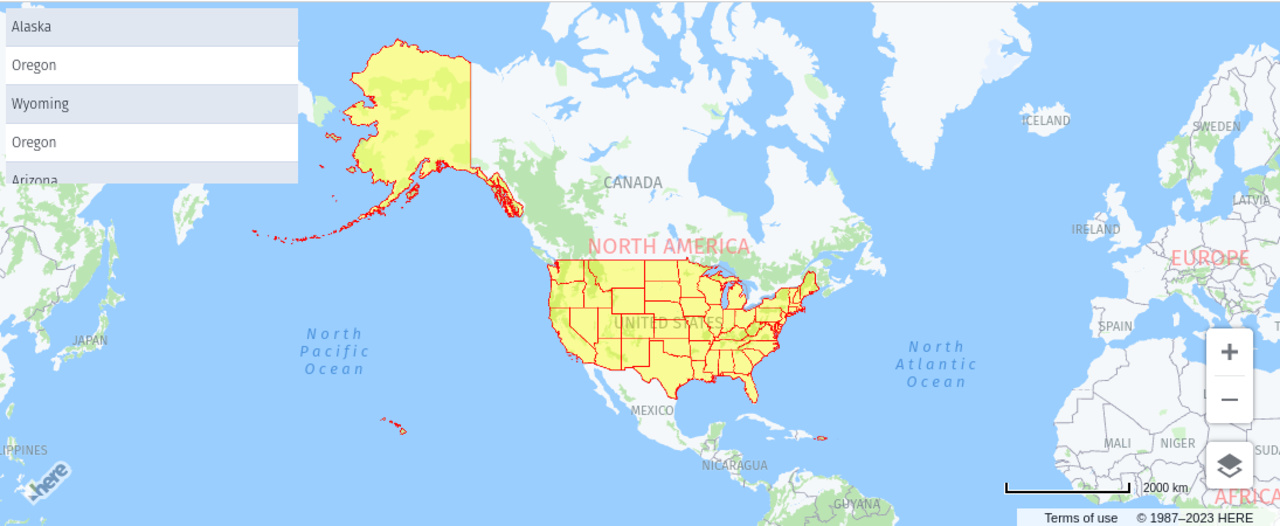 Alaska
Oregon
Wyoming
Oregon
Arizona
ICELAND
SWEDEN
CANADA
LATVIA
IRELAND
NORTH AMERICA
EUROPE
UNITED STATES
SPAIN
JAPAN
North
Pacific
Ocean
North
Atlantic
Ocean
+
−
MEXICO
MALI
NIGER
IPPINES
SUDA
NICARAGUA
here
2000 km
AFRICA
GUYANA
Terms of use
© 1987–2023 HERE